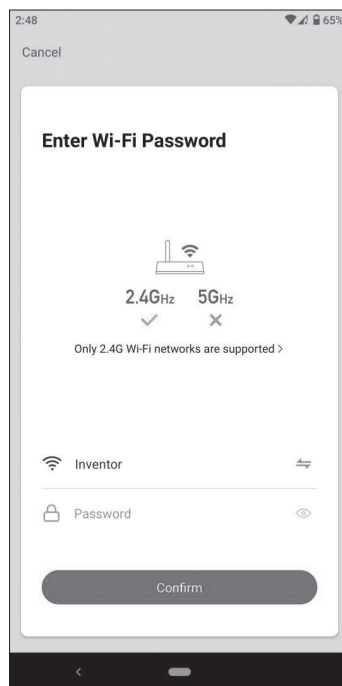 2:48
65%
Cancel
Enter Wi-Fi Password
2.4GHz 5GHz
Only 2.4G Wi-Fi networks are supported >
Inventor
Password
Confirm